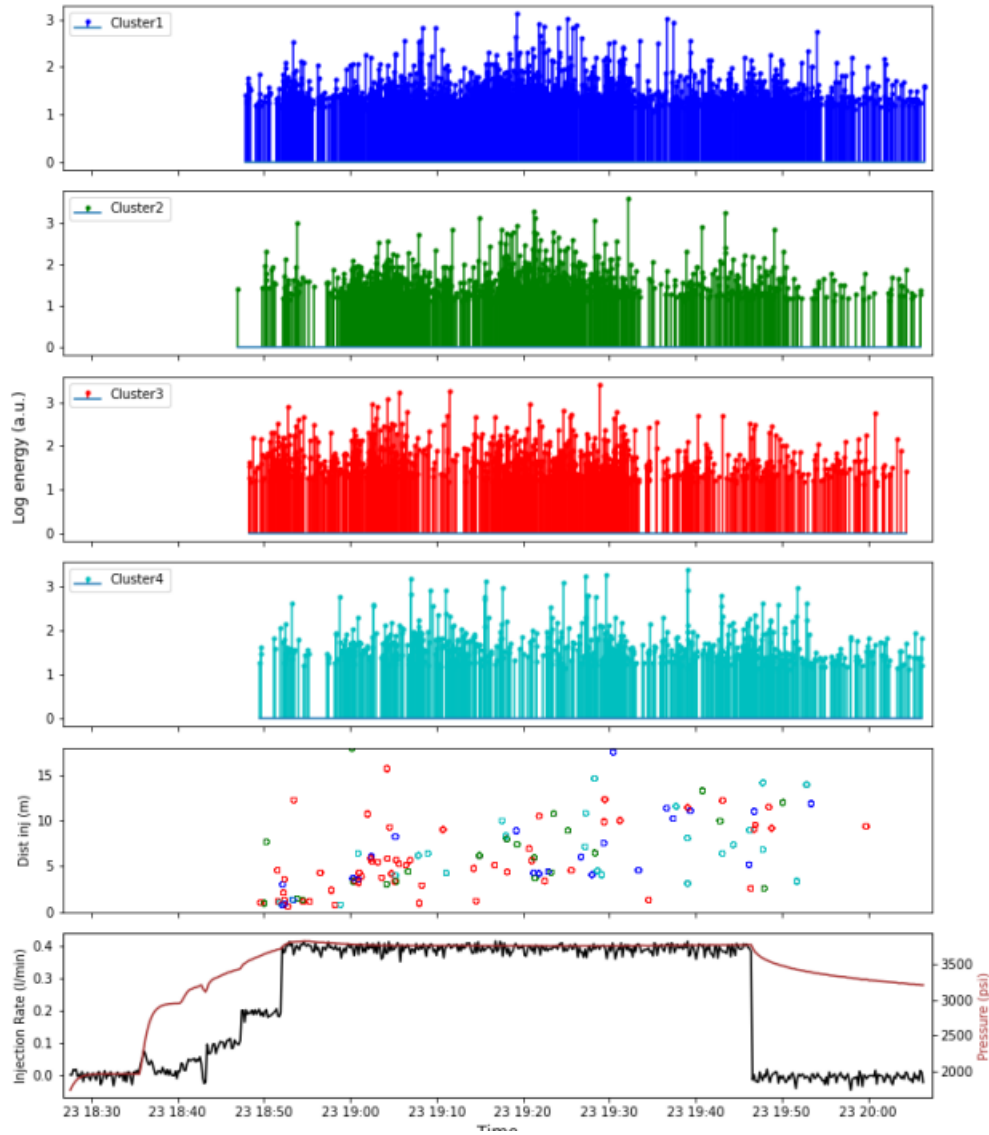 3
2
1
0
Cluster1
3
2
1
0
Cluster2
Log energy (a.u.)
3
2
1
0
Cluster3
3
2
1
0
Cluster4
Dist inj (m)
15
10
5
0
Injection Rate (l/min)
0.4
0.3
0.2
0.1
0.0
3500
3000
2500
2000
Pressure (psi)
23 18:30 23 18:40 23 18:50 23 19:00 23 19:10 23 19:20 23 19:30 23 19:40 23 19:50 23 20:00
Time